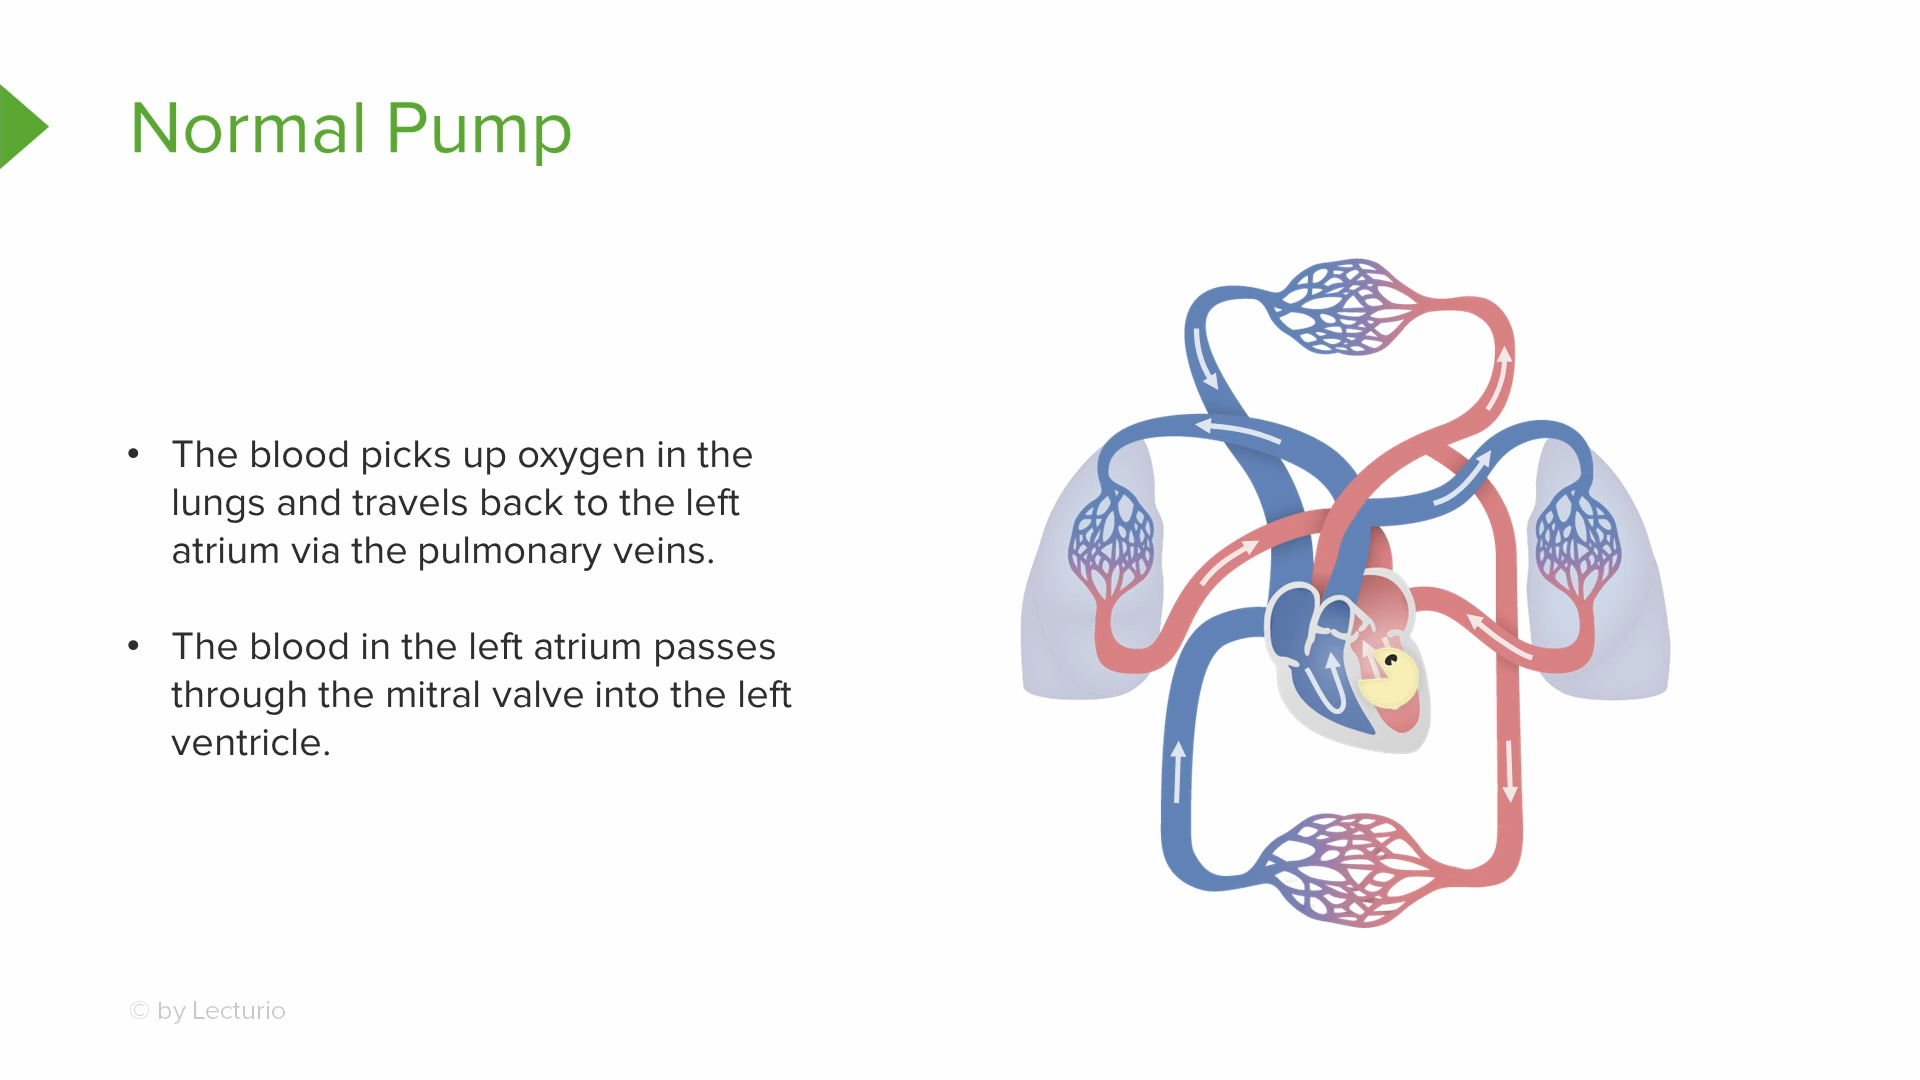 Normal Pump
• The blood picks up oxygen in the
lungs and travels back to the left
atrium via the pulmonary veins.
• The blood in the left atrium passes
through the mitral valve into the left
ventricle.
© by Lecturio